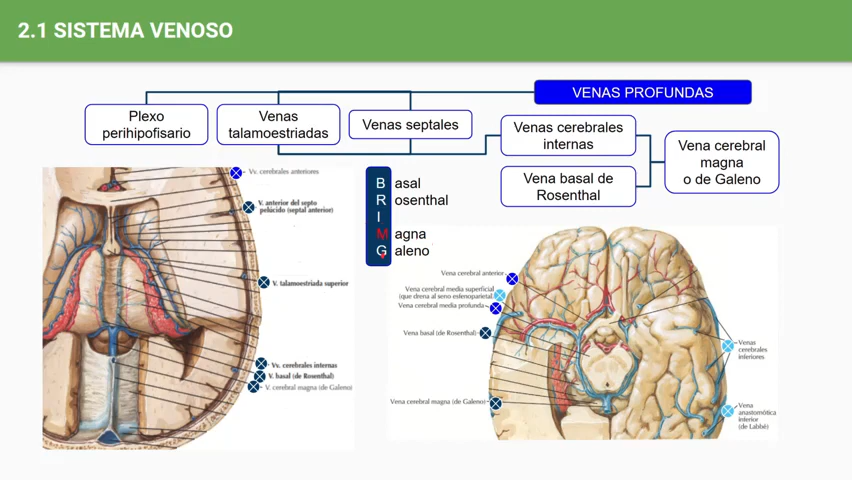 2.1 SISTEMA VENOSO
VENAS PROFUNDAS
Plexo
perihipofisario
Venas
talamoestriadas
Venas septales
Venas cerebrales
internas
Vena basal de
Rosenthal
Vena cerebral
magna
o de Galeno
Vv. cerebrales anteriores
V. anterior del septo
pelúcido (septal anterior)
V. talamoestriada superior
Vv. cerebrales internas
V. basal (de Rosenthal)
V. cerebral magna (de Galeno)
B asal
R osenthal
I
M agna
G aleno
Vena cerebral anterior
Vena cerebral media superficial
(que drena al seno esfenoparietal)
Vena cerebral media profunda
Vena basal (de Rosenthal)
Vena cerebral magna (de Galeno)
Venas
cerebrales
inferiores
Vena
anastomótica
inferior
(de Labbé)